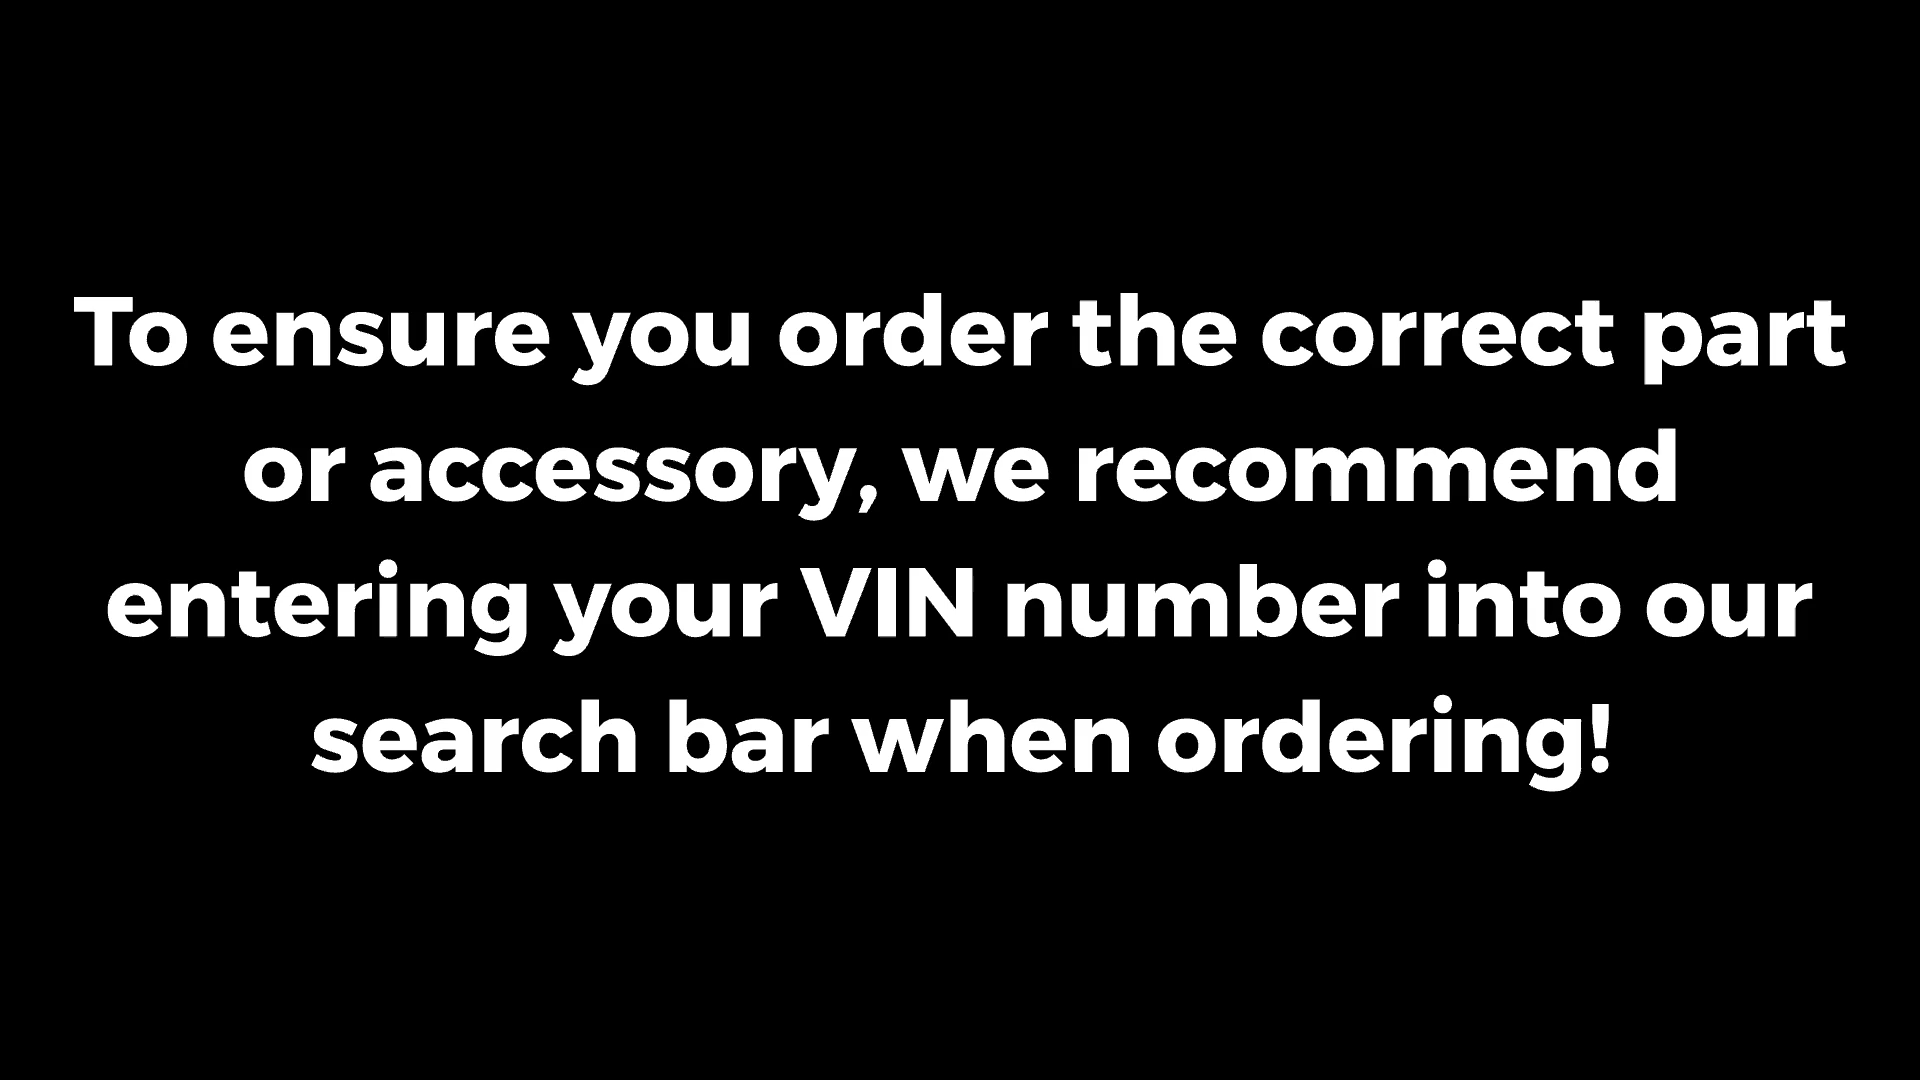 To ensure you order the correct part
or accessory, we recommend
entering your VIN number into our
search bar when ordering!